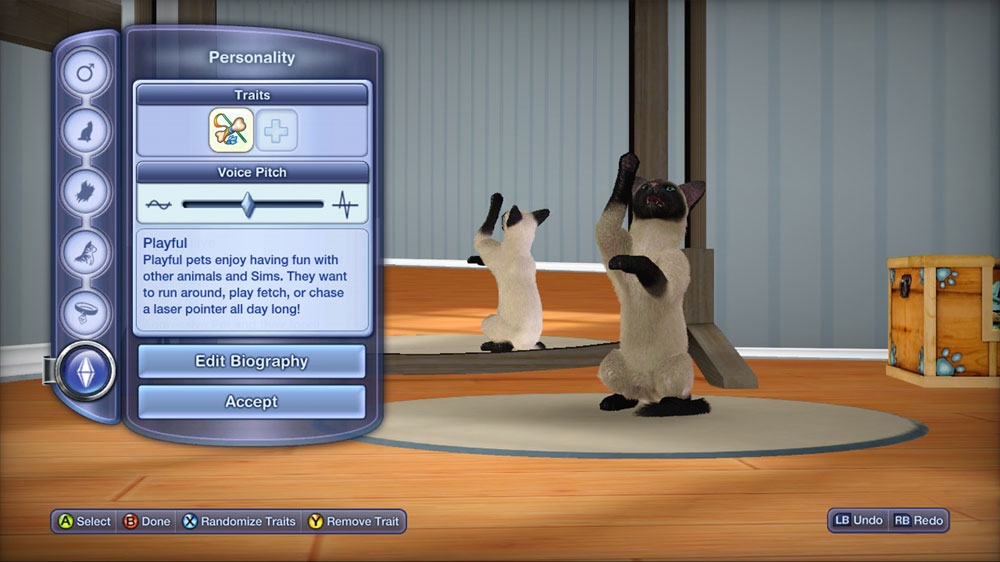 Personality
Traits
Voice Pitch
Playful
Playful pets enjoy having fun with
other animals and Sims. They want
to run around, play fetch, or chase
a laser pointer all day long!
Edit Biography
Accept
A Select B Done X Randomize Traits Y Remove Trait
LB Undo RB Redo